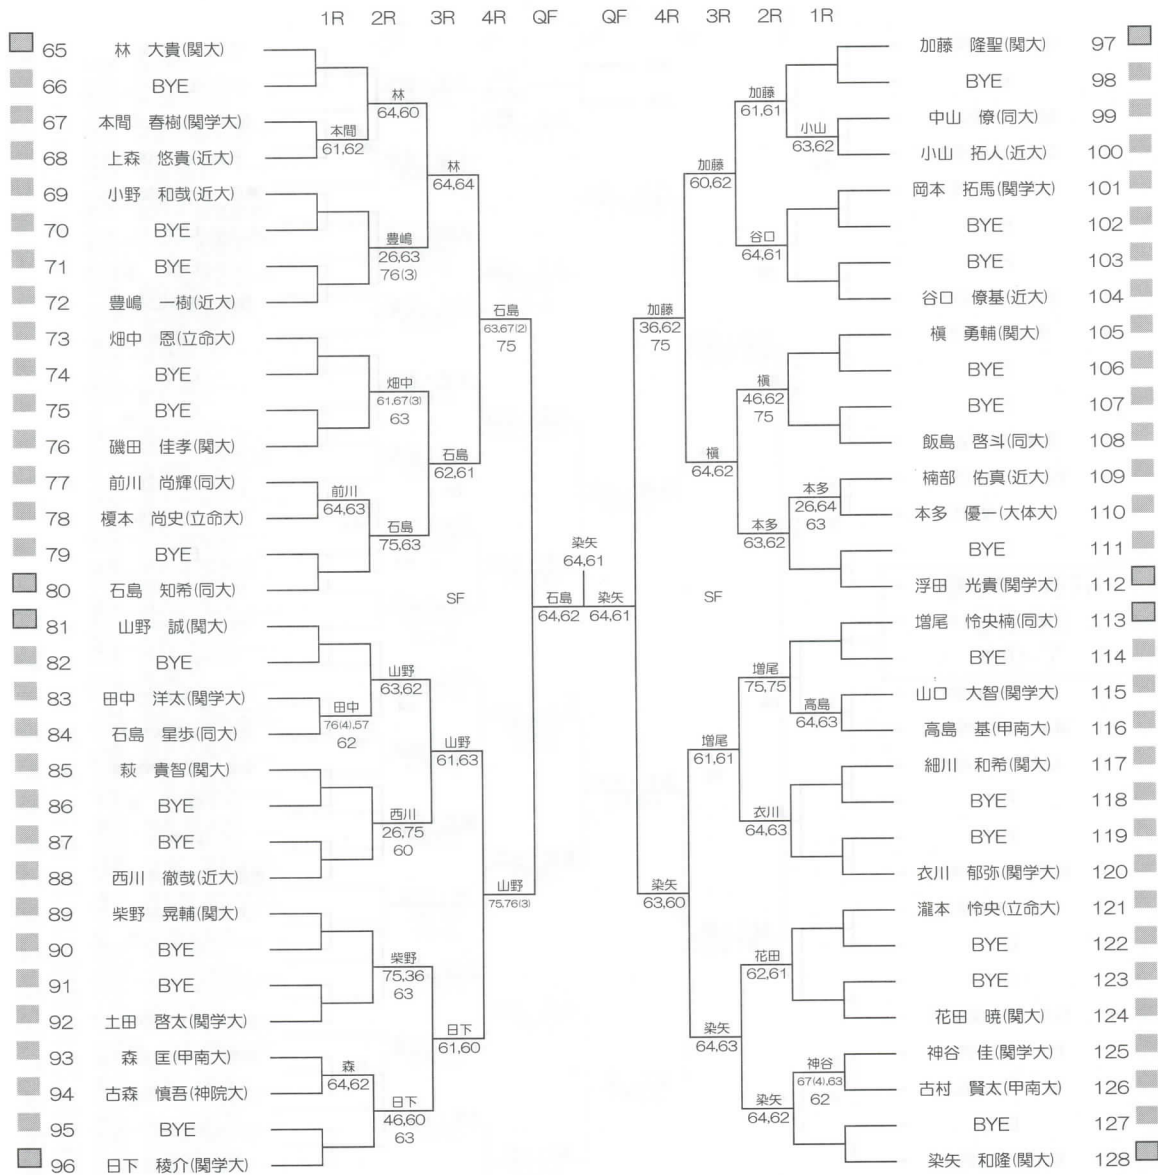 1R 2R 3R 4R QF QF 4R 3R 2R 1R
65 林 大貴(関大)
66 BYE
67 本間 春樹(関学大)
68 上森 悠貴(近大)
69 小野 和哉(近大)
70 BYE
71 BYE
72 豊嶋 一樹(近大)
73 畑中 恩(立命大)
74 BYE
75 BYE
76 磯田 佳孝(関大)
77 前川 尚輝(同大)
78 榎本 尚史(立命大)
79 BYE
80 石島 知希(同大)
81 山野 誠(関大)
82 BYE
83 田中 洋太(関学大)
84 石島 星歩(同大)
85 萩 貴智(関大)
86 BYE
87 BYE
88 西川 徹哉(近大)
89 柴野 晃輔(関大)
90 BYE
91 BYE
92 土田 啓太(関学大)
93 森 匡(甲南大)
94 古森 慎吾(神院大)
95 BYE
96 日下 稜介(関学大)
本間
61,62
前川
64,63
田中
76(4),57
62
森
64,62
林
64,60
豊嶋
26,63
76(3)
畑中
61,67(3)
63
石島
75,63
山野
63,62
西川
26,75
60
柴野
75,36
63
日下
46,60
63
林
64,64
石島
62,61
山野
61,63
日下
61,60
石島
63,67(2)
75
山野
75,76(3)
SF
石島
64,62
染矢
64,61
染矢
64,61
SF
加藤
36,62
75
染矢
63,60
加藤
60,62
槇
64,62
増尾
61,61
染矢
64,63
加藤
61,61
谷口
64,61
槇
46,62
75
本多
63,62
増尾
75,75
衣川
64,63
花田
62,61
染矢
64,62
小山
63,62
本多
26,64
63
高島
64,63
神谷
67(4),63
62
加藤 隆聖(関大) 97
BYE 98
中山 僚(同大) 99
小山 拓人(近大) 100
岡本 拓馬(関学大) 101
BYE 102
BYE 103
谷口 僚基(近大) 104
槇 勇輔(関大) 105
BYE 106
BYE 107
飯島 啓斗(同大) 108
楠部 佑真(近大) 109
本多 優一(大体大) 110
BYE 111
浮田 光貴(関学大) 112
増尾 怜央楠(同大) 113
BYE 114
山口 大智(関学大) 115
高島 基(甲南大) 116
細川 和希(関大) 117
BYE 118
BYE 119
衣川 郁弥(関学大) 120
瀧本 怜央(立命大) 121
BYE 122
BYE 123
花田 暁(関大) 124
神谷 佳(関学大) 125
古村 賢太(甲南大) 126
BYE 127
染矢 和隆(関大) 128